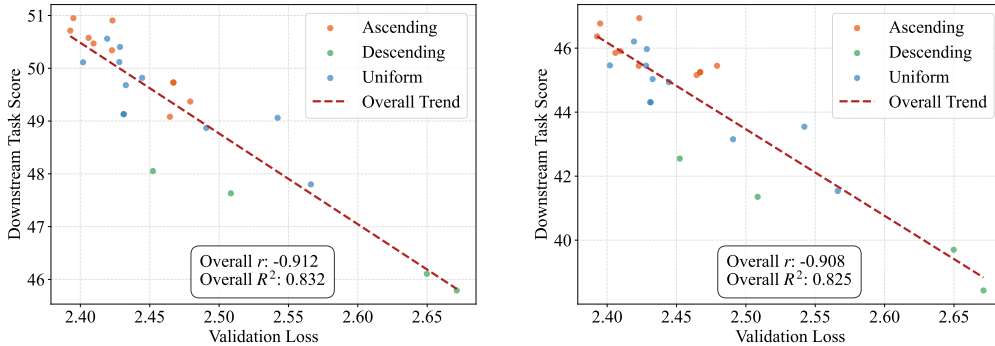 51
50
49
48
47
46
Downstream Task Score
Ascending
Descending
Uniform
Overall Trend
Overall r: -0.912
Overall R²: 0.832
2.40
2.45
2.50
2.55
2.60
2.65
Validation Loss
46
44
42
40
Downstream Task Score
Ascending
Descending
Uniform
Overall Trend
Overall r: -0.908
Overall R²: 0.825
2.40
2.45
2.50
2.55
2.60
2.65
Validation Loss